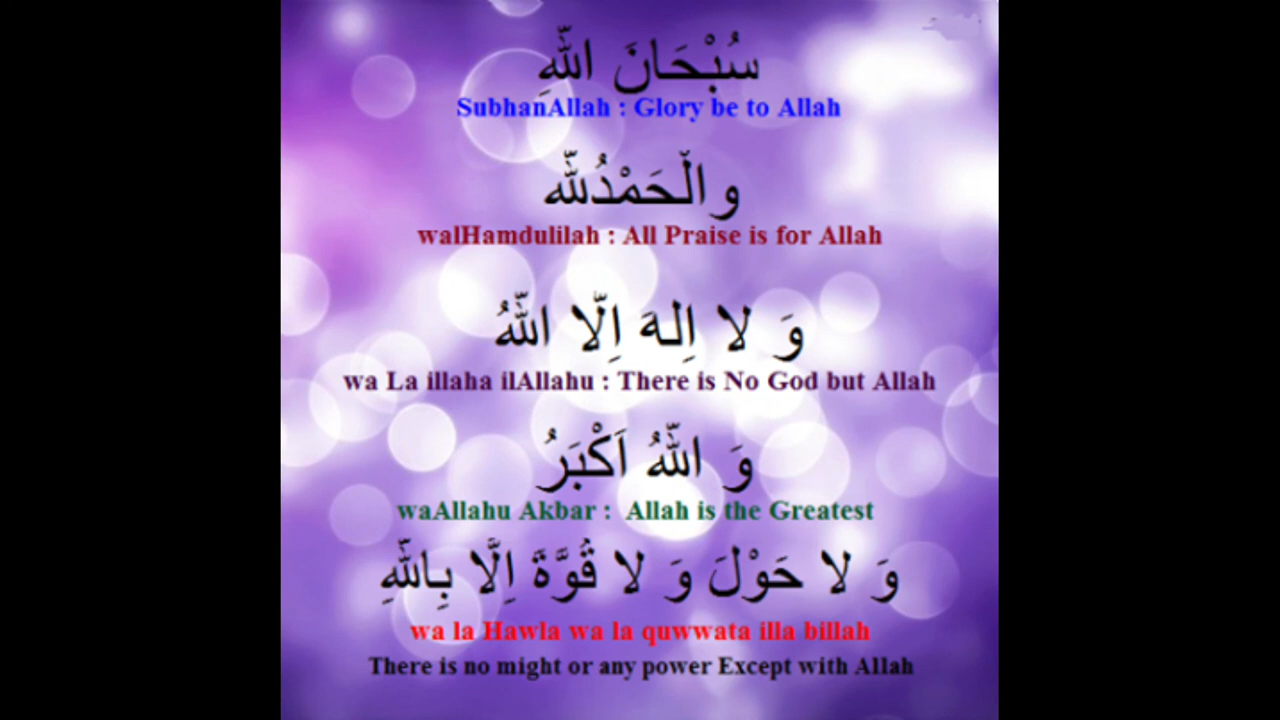 سُبْحَانَ اللّٰهِ
SubhanAllah : Glory be to Allah
والْحَمْدُلِلّٰه
walHamdulilah : All Praise is for Allah
وَ لا اِلهَ اِلَّا اللّٰهُ
wa La illaha ilAllahu : There is No God but Allah
وَ اللّٰهُ اَكْبَرُ
waAllahu Akbar : Allah is the Greatest
وَ لا حَوْلَ وَ لا قُوَّةَ اِلَّا بِاللّٰهِ
wa la Hawla wa la quwwata illa billah
There is no might or any power Except with Allah